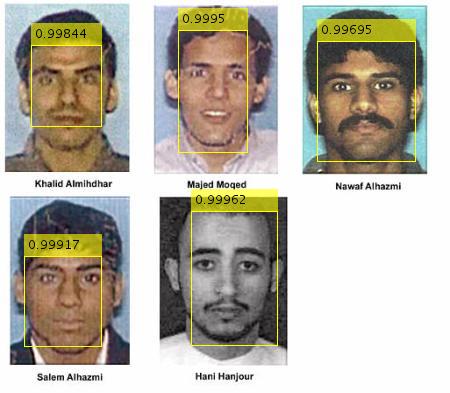 0.99844
0.9995
0.99695
Khalid Almihdhar
Majed Moqed
Nawaf Alhazmi
0.99917
0.99962
Salem Alhazmi
Hani Hanjour